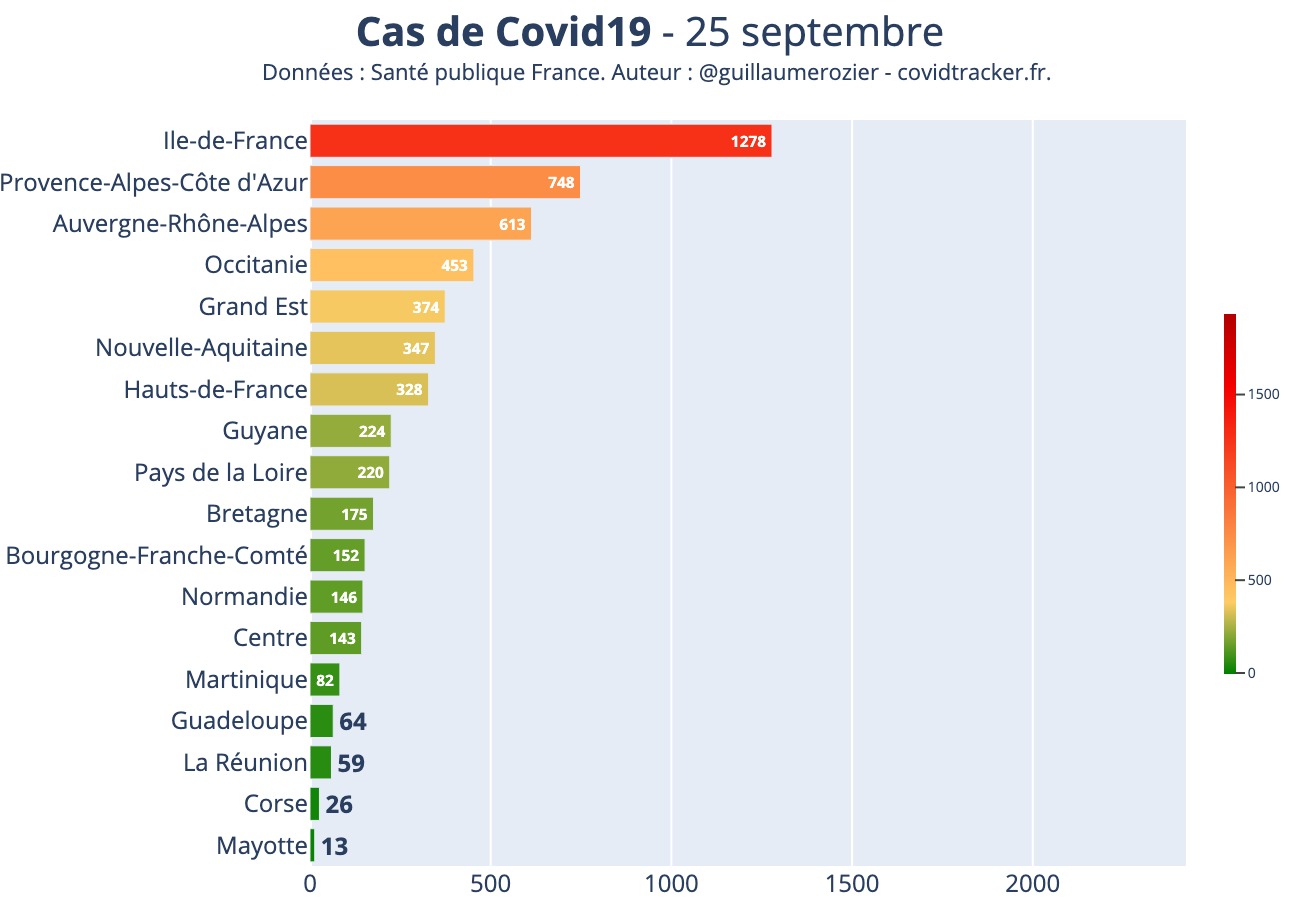 Cas de Covid19 - 25 septembre
Données : Santé publique France. Auteur : @guillaumerozier - covidtracker.fr.
Ile-de-France 1278
Provence-Alpes-Côte d'Azur 748
Auvergne-Rhône-Alpes 613
Occitanie 453
Grand Est 374
Nouvelle-Aquitaine 347
Hauts-de-France 328
Guyane 224
Pays de la Loire 220
Bretagne 175
Bourgogne-Franche-Comté 152
Normandie 146
Centre 143
Martinique 82
Guadeloupe 64
La Réunion 59
Corse 26
Mayotte 13
0 500 1000 1500 2000
1500
1000
500
0